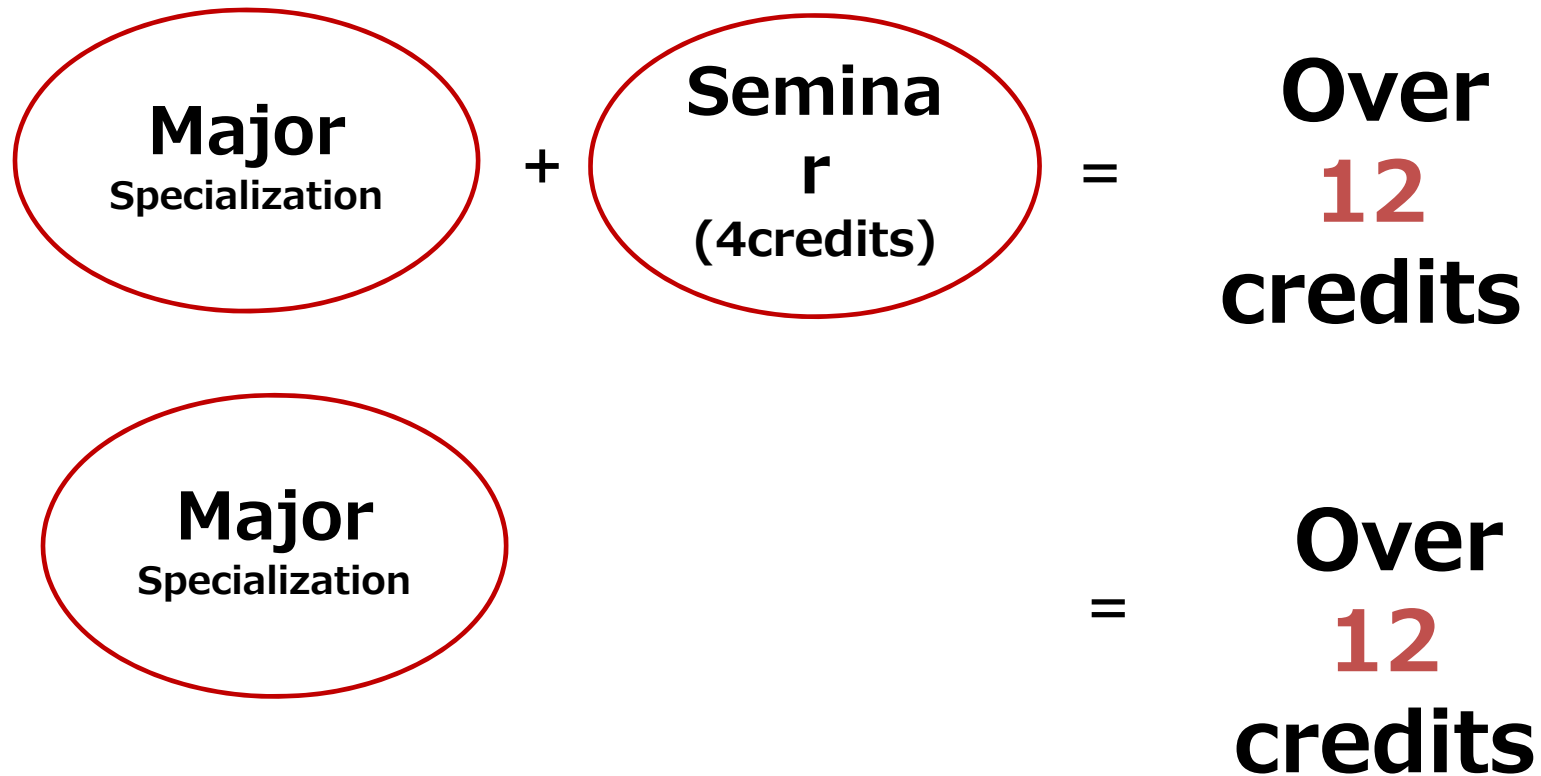 Major
Specialization
+
Semina
r
(4credits)
=
Over
12
credits
Major
Specialization
=
Over
12
credits